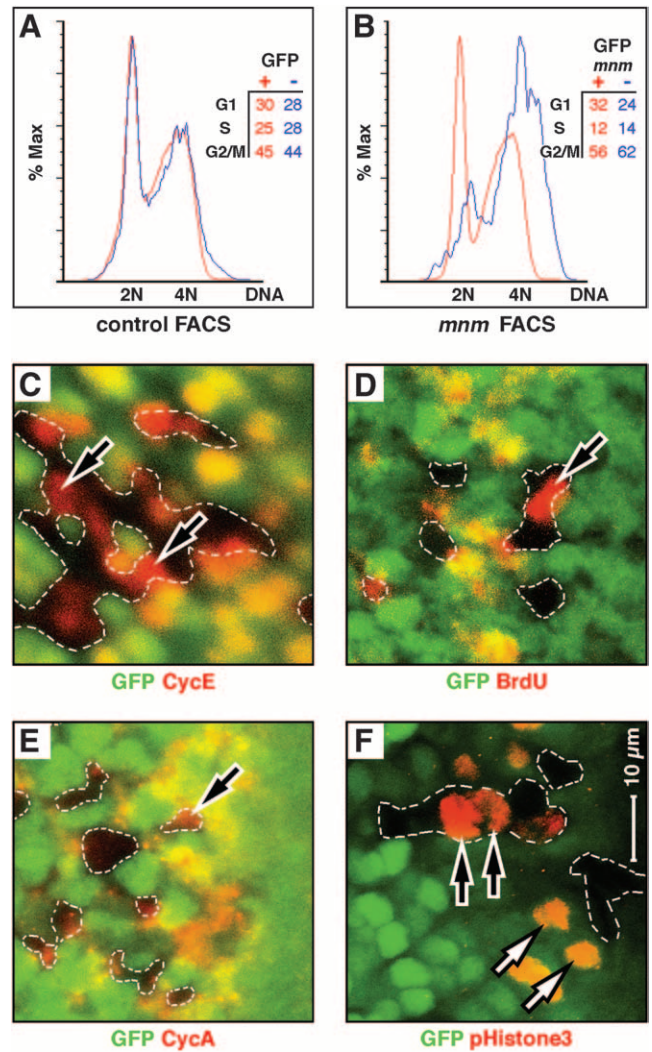 A
GFP
+ -
G1 30 28
S 25 28
G2/M 45 44
% Max
2N 4N DNA
control FACS
B
GFP
mnm
+ -
G1 32 24
S 12 14
G2/M 56 62
% Max
2N 4N DNA
mnm FACS
C
GFP CycE
D
GFP BrdU
E
GFP CycA
F
10 µm
GFP pHistone3